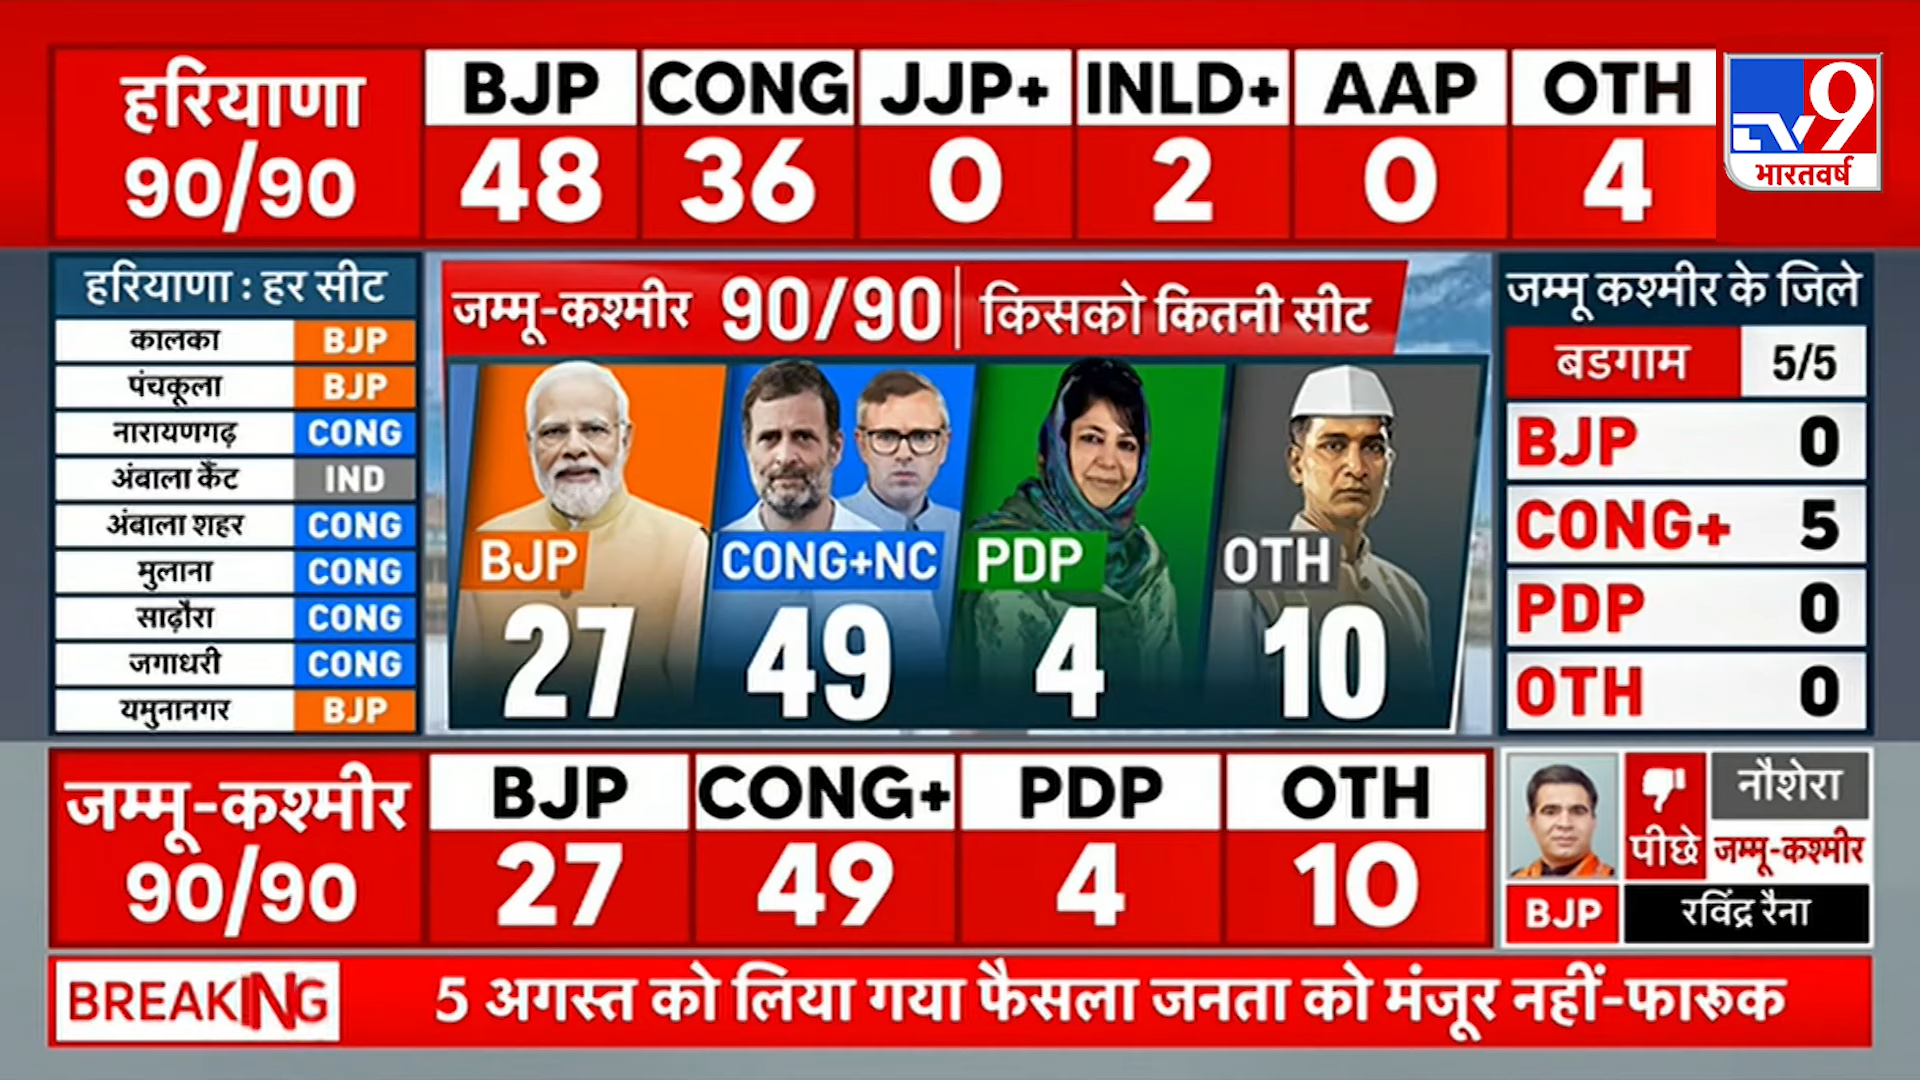 हरियाणा
90/90
BJP CONG JJP+ INLD+ AAP OTH
48 36 0 2 0 4
TV9
भारतवर्ष
हरियाणा : हर सीट
कालका BJP
पंचकूला BJP
नारायणगढ़ CONG
अंबाला कैंट IND
अंबाला शहर CONG
मुलाना CONG
साढ़ौरा CONG
जगाधरी CONG
यमुनानगर BJP
जम्मू-कश्मीर 90/90 किसको कितनी सीट
BJP CONG+NC PDP OTH
27 49 4 10
जम्मू कश्मीर के जिले
बडगाम 5/5
BJP 0
CONG+ 5
PDP 0
OTH 0
जम्मू-कश्मीर
90/90
BJP CONG+ PDP OTH
27 49 4 10
नौशेरा
पीछे जम्मू-कश्मीर
BJP रविंद्र रैना
BREAKING 5 अगस्त को लिया गया फैसला जनता को मंजूर नहीं-फारूक